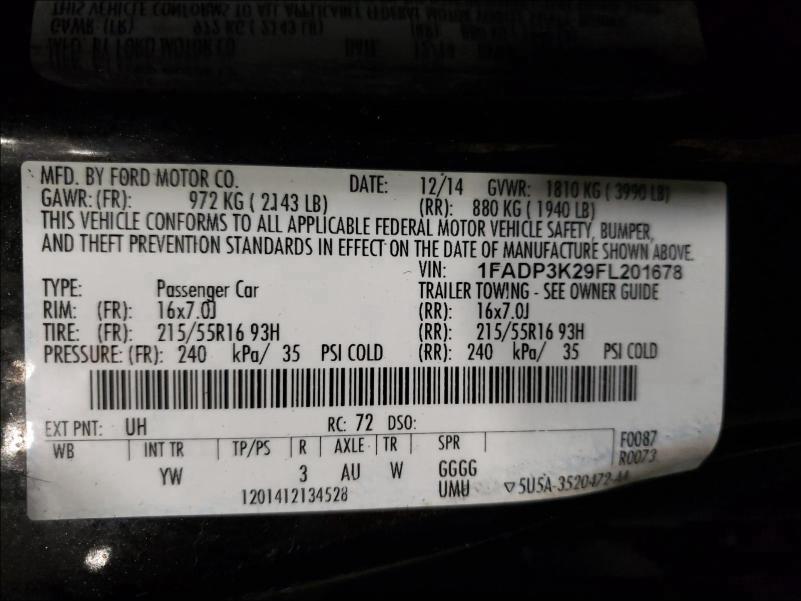 MFD. BY FORD MOTOR CO. DATE: 12/14 GVWR: 1810 KG ( 3990 LB)
GAWR: (FR): 972 KG ( 2143 LB) (RR): 880 KG ( 1940 LB)
THIS VEHICLE CONFORMS TO ALL APPLICABLE FEDERAL MOTOR VEHICLE SAFETY, BUMPER,
AND THEFT PREVENTION STANDARDS IN EFFECT ON THE DATE OF MANUFACTURE SHOWN ABOVE.
VIN: 1FADP3K29FL201678
TYPE: Passenger Car TRAILER TOWING - SEE OWNER GUIDE
RIM: (FR): 16x7.0J (RR): 16x7.0J
TIRE: (FR): 215/55R16 93H (RR): 215/55R16 93H
PRESSURE: (FR): 240 kPa/ 35 PSI COLD (RR): 240 kPa/ 35 PSI COLD
EXT PNT: UH RC: 72 DSO:
WB INT TR TP/PS R AXLE TR SPR F0087
YW 3 AU W GGGG R0073
1201412134528 UMU ▽5U5A-3520472-AA